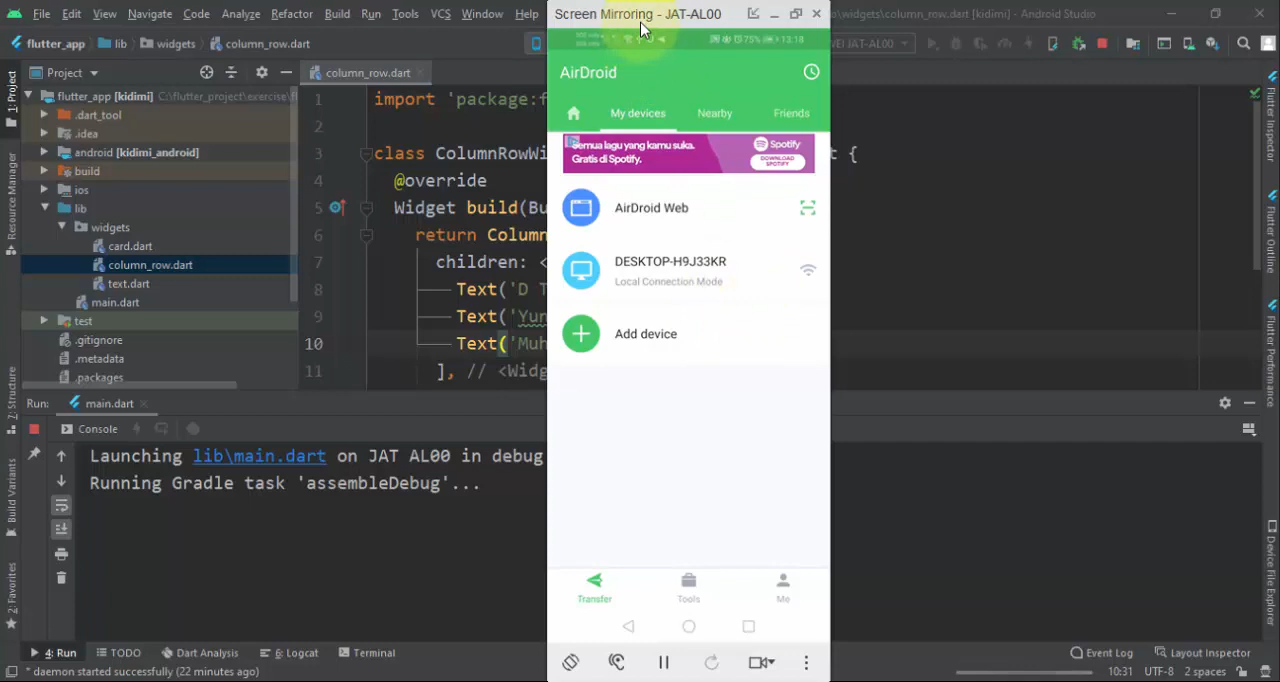 File Edit View Navigate Code Analyze Refactor Build Run Tools VCS Window Help
Screen Mirroring - JAT-AL00
\widgets\column_row.dart [kidimi] - Android Studio
flutter_app lib widgets column_row.dart
JAT-AL00
75% 13:18
Project
column_row.dart
flutter_app [kidimi] C:\flutter_project\exercise\fl
.dart_tool
.idea
android [kidimi_android]
build
ios
lib
widgets
card.dart
column_row.dart
text.dart
main.dart
test
.gitignore
.metadata
.packages
1: Project
Resource Manager
Z: Structure
Build Variants
2: Favorites
1 import 'package:f
2
3 class ColumnRowWi
t {
4 @override
5 Widget build(Bu
6 return Column
7 children: <
8 Text('D T
9 Text('Yun
10 Text('Muh
11 ], // <Widg
AirDroid
My devices Nearby Friends
Semua lagu yang kamu suka.
Gratis di Spotify.
Spotify
DOWNLOAD
SPOTIFY
AirDroid Web
DESKTOP-H9J33KR
Local Connection Mode
Add device
Transfer Tools Me
Flutter Inspector
Flutter Outline
Flutter Performance
Device File Explorer
Run: main.dart
Console
Launching lib\main.dart on JAT AL00 in debug
Running Gradle task 'assembleDebug'...
4: Run TODO Dart Analysis 6: Logcat Terminal
Event Log Layout Inspector
* daemon started successfully (22 minutes ago)
10:31 UTF-8 2 spaces